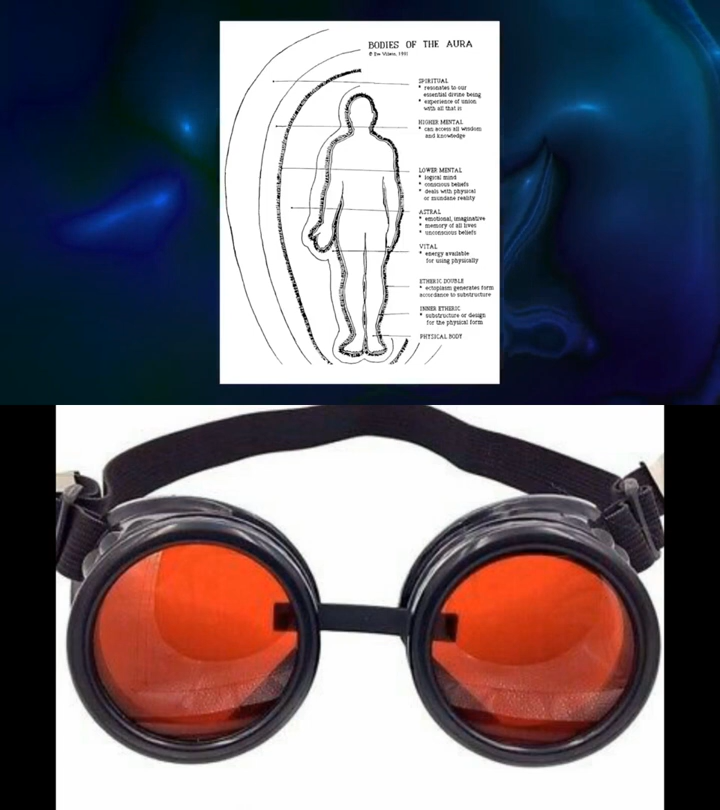 BODIES OF THE AURA
SPIRITUAL
* resonates to our
essential divine being
* experience of union
with all that is
HIGHER MENTAL
* can access all wisdom
and knowledge
LOWER MENTAL
* logical mind
* conscious beliefs
* deals with physical
or mundane reality
ASTRAL
* emotional, imaginative
* memory of all lives
* unconscious beliefs
VITAL
* energy available
for using physically
ETHERIC DOUBLE
* ectoplasm generates form
accordance to substructure
INNER ETHERIC
* substructure or design
for the physical form
PHYSICAL BODY